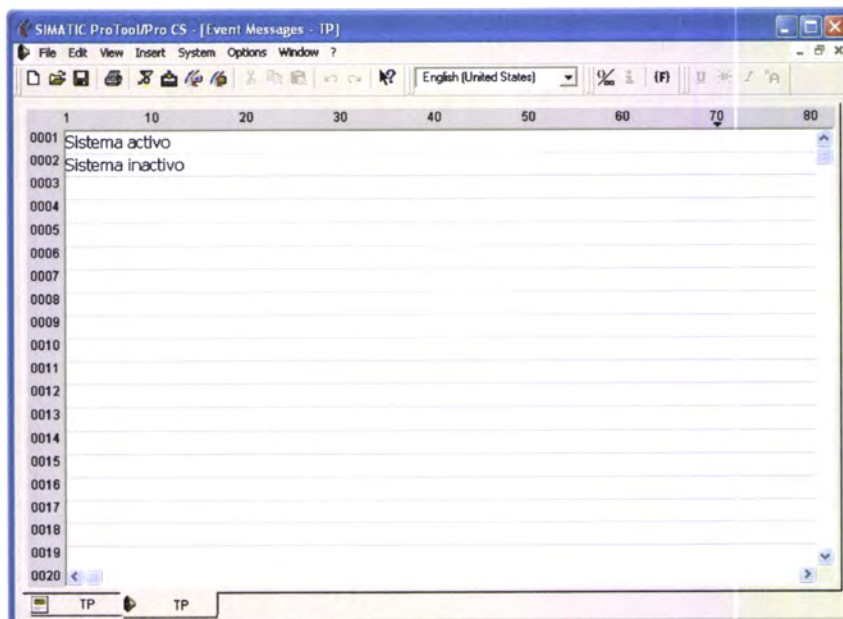 SIMATIC ProTool/Pro CS - [Event Messages - TP]
File Edit View Insert System Options Window ?
English (United States)
1 10 20 30 40 50 60 70 80
0001 Sistema activo
0002 Sistema inactivo
0003
0004
0005
0006
0007
0008
0009
0010
0011
0012
0013
0014
0015
0016
0017
0018
0019
0020
TP TP